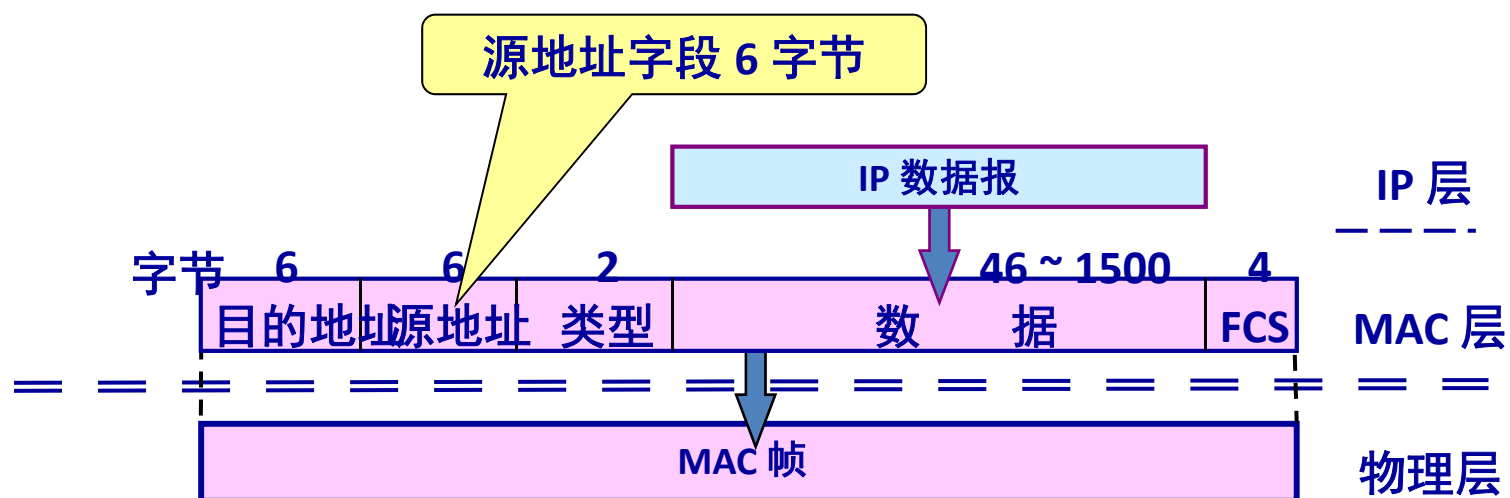 源地址字段 6 字节
IP 数据报
IP 层
字节 6 6 2 46 ~ 1500 4
目的地址 源地址 类型 数 据 FCS MAC 层
MAC 帧
物理层